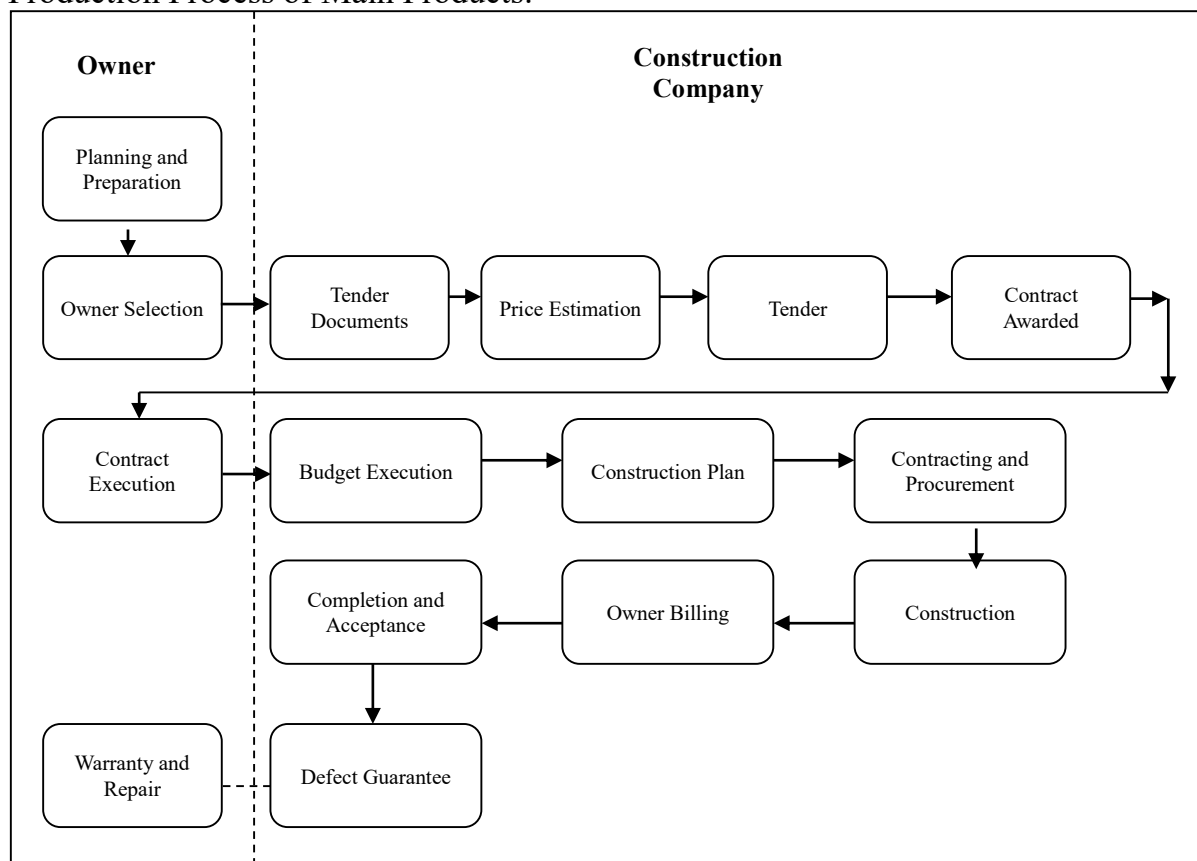 Production Process of Main Products:
Owner
Construction
Company
Planning and
Preparation
Owner Selection
Tender
Documents
Price Estimation
Tender
Contract
Awarded
Contract
Execution
Budget Execution
Construction Plan
Contracting and
Procurement
Completion and
Acceptance
Owner Billing
Construction
Warranty and
Repair
Defect Guarantee